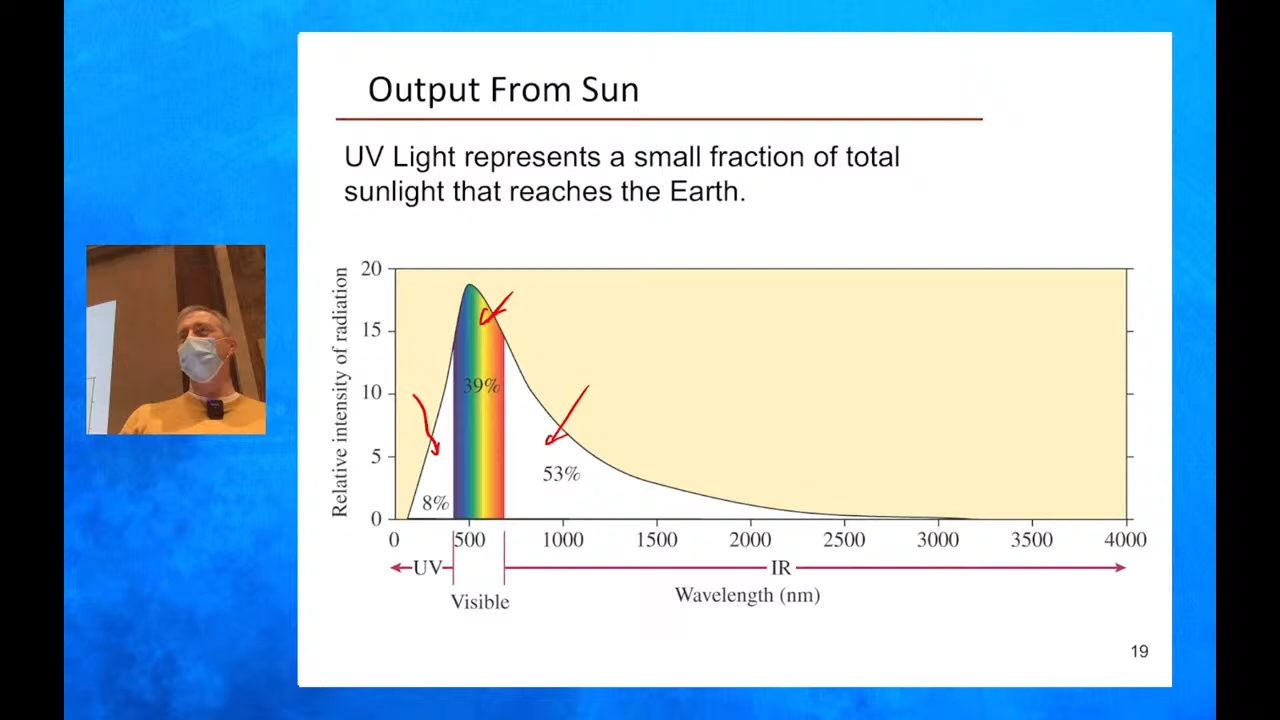 Output From Sun
UV Light represents a small fraction of total
sunlight that reaches the Earth.
Relative intensity of radiation
20
15
10
5
0
39%
53%
8%
0 500 1000 1500 2000 2500 3000 3500 4000
UV IR
Visible
Wavelength (nm)
19